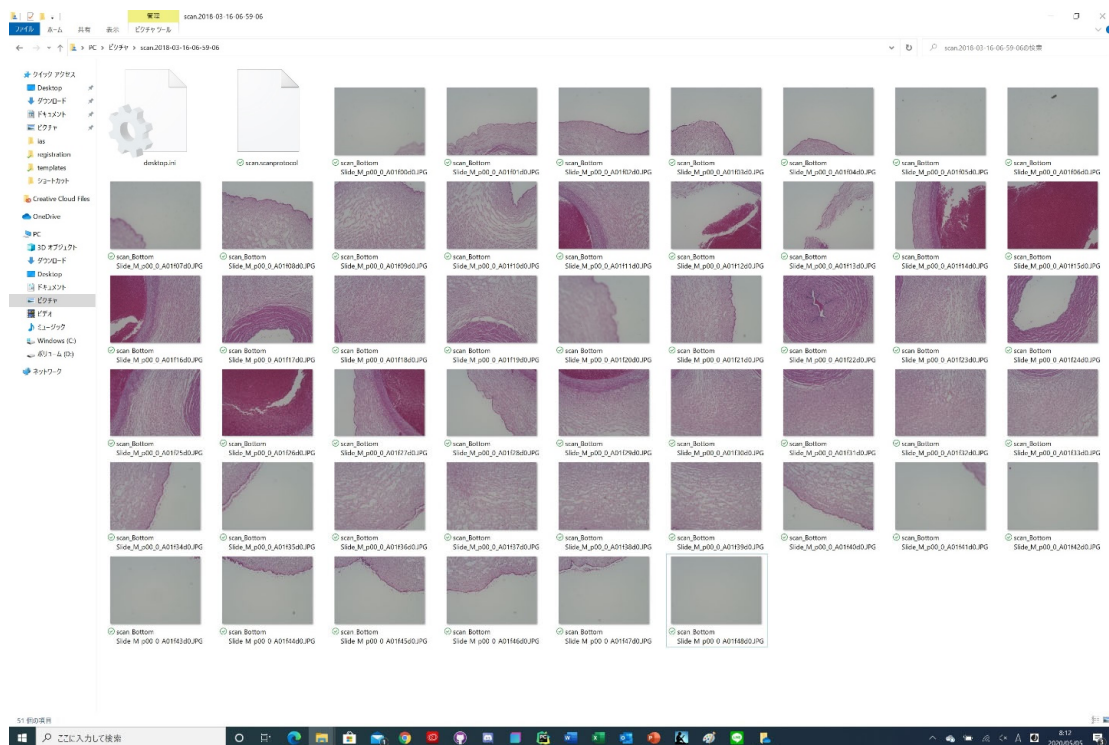 管理
scan.2018-03-16-06-59-06
ファイル
ホーム
共有
表示
ピクチャ ツール
PC > ピクチャ > scan.2018-03-16-06-59-06
scan.2018-03-16-06-59-06の検索
クイック アクセス
Desktop
ダウンロード
ドキュメント
ピクチャ
ias
registration
templates
ショートカット
Creative Cloud Files
OneDrive
PC
3D オブジェクト
ダウンロード
Desktop
ドキュメント
ピクチャ
ビデオ
ミュージック
Windows (C:)
ボリューム (D:)
ネットワーク
desktop.ini
scan.scanprotocol
scan_Bottom
Slide_M_p00_0_A01f00d0.JPG
scan_Bottom
Slide_M_p00_0_A01f01d0.JPG
scan_Bottom
Slide_M_p00_0_A01f02d0.JPG
scan_Bottom
Slide_M_p00_0_A01f03d0.JPG
scan_Bottom
Slide_M_p00_0_A01f04d0.JPG
scan_Bottom
Slide_M_p00_0_A01f05d0.JPG
scan_Bottom
Slide_M_p00_0_A01f06d0.JPG
scan_Bottom
Slide_M_p00_0_A01f07d0.JPG
scan_Bottom
Slide_M_p00_0_A01f08d0.JPG
scan_Bottom
Slide_M_p00_0_A01f09d0.JPG
scan_Bottom
Slide_M_p00_0_A01f10d0.JPG
scan_Bottom
Slide_M_p00_0_A01f11d0.JPG
scan_Bottom
Slide_M_p00_0_A01f12d0.JPG
scan_Bottom
Slide_M_p00_0_A01f13d0.JPG
scan_Bottom
Slide_M_p00_0_A01f14d0.JPG
scan_Bottom
Slide_M_p00_0_A01f15d0.JPG
scan_Bottom
Slide_M_p00_0_A01f16d0.JPG
scan_Bottom
Slide_M_p00_0_A01f17d0.JPG
scan_Bottom
Slide_M_p00_0_A01f18d0.JPG
scan_Bottom
Slide_M_p00_0_A01f19d0.JPG
scan_Bottom
Slide_M_p00_0_A01f20d0.JPG
scan_Bottom
Slide_M_p00_0_A01f21d0.JPG
scan_Bottom
Slide_M_p00_0_A01f22d0.JPG
scan_Bottom
Slide_M_p00_0_A01f23d0.JPG
scan_Bottom
Slide_M_p00_0_A01f24d0.JPG
scan_Bottom
Slide_M_p00_0_A01f25d0.JPG
scan_Bottom
Slide_M_p00_0_A01f26d0.JPG
scan_Bottom
Slide_M_p00_0_A01f27d0.JPG
scan_Bottom
Slide_M_p00_0_A01f28d0.JPG
scan_Bottom
Slide_M_p00_0_A01f29d0.JPG
scan_Bottom
Slide_M_p00_0_A01f30d0.JPG
scan_Bottom
Slide_M_p00_0_A01f31d0.JPG
scan_Bottom
Slide_M_p00_0_A01f32d0.JPG
scan_Bottom
Slide_M_p00_0_A01f33d0.JPG
scan_Bottom
Slide_M_p00_0_A01f34d0.JPG
scan_Bottom
Slide_M_p00_0_A01f35d0.JPG
scan_Bottom
Slide_M_p00_0_A01f36d0.JPG
scan_Bottom
Slide_M_p00_0_A01f37d0.JPG
scan_Bottom
Slide_M_p00_0_A01f38d0.JPG
scan_Bottom
Slide_M_p00_0_A01f39d0.JPG
scan_Bottom
Slide_M_p00_0_A01f40d0.JPG
scan_Bottom
Slide_M_p00_0_A01f41d0.JPG
scan_Bottom
Slide_M_p00_0_A01f42d0.JPG
scan_Bottom
Slide_M_p00_0_A01f43d0.JPG
scan_Bottom
Slide_M_p00_0_A01f44d0.JPG
scan_Bottom
Slide_M_p00_0_A01f45d0.JPG
scan_Bottom
Slide_M_p00_0_A01f46d0.JPG
scan_Bottom
Slide_M_p00_0_A01f47d0.JPG
scan_Bottom
Slide_M_p00_0_A01f48d0.JPG
51 個の項目
ここに入力して検索
8:12
2020/05/05